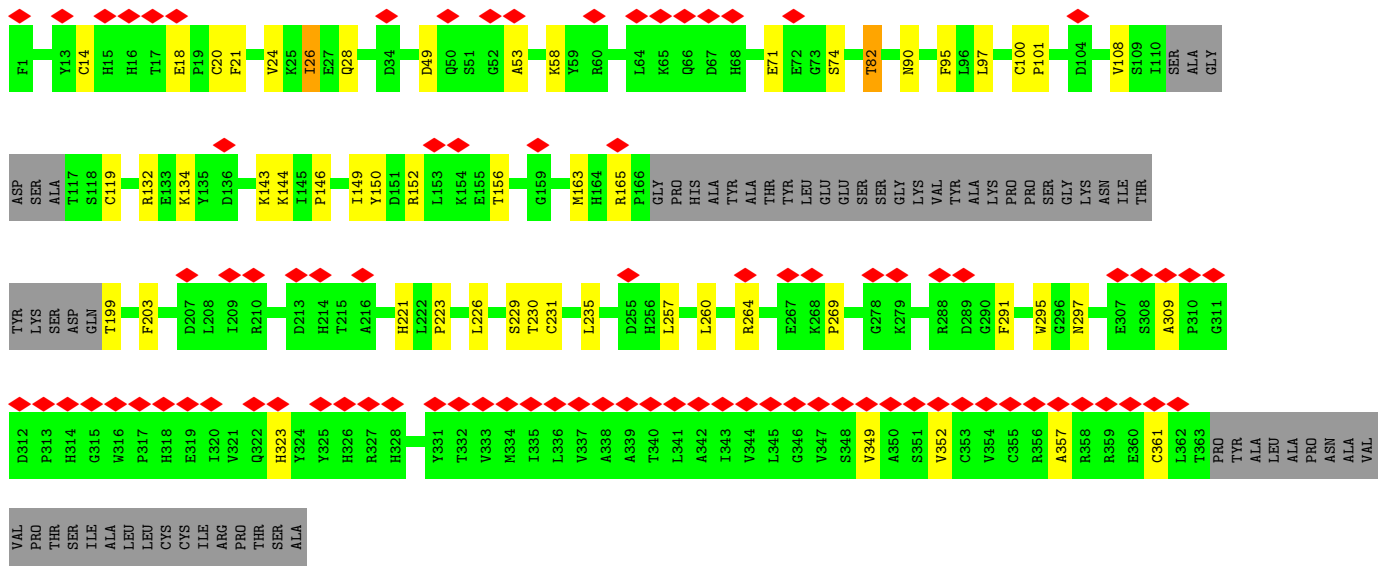 F1 Y13 C14 H15 H16 T17 E18 P19 C20 F21 V24 K25 I26 E27 Q28 D34 D49 Q50 S51 G52 A53 K58 Y59 R60 L64 K65 Q66 D67 H68 E71 E72 G73 S74 T82 N90 F95 L96 L97 C100 P101 D104 V108 S109 I110 SER ALA GLY
ASP SER ALA T117 S118 C119 R132 E133 K134 Y135 D136 K143 K144 I145 P146 I149 Y150 D151 R152 L153 K154 E155 T156 G159 M163 H164 R165 P166 GLY PRO HIS ALA TYR ALA THR TYR LEU GLU GLU SER SER GLY LYS VAL TYR ALA LYS PRO PRO SER GLY LYS ASN ILE THR
TYR LYS SER ASP GLN T199 F203 D207 L208 I209 R210 D213 H214 T215 A216 H221 L222 P223 L226 S229 T230 C231 L235 D255 H256 L257 L260 R264 E267 K268 P269 G278 K279 R288 D289 G290 F291 W295 G296 N297 E307 S308 A309 P310 G311
D312 P313 H314 G315 W316 P317 H318 E319 I320 V321 Q322 H323 Y324 Y325 H326 R327 H328 Y331 T332 V333 M334 I335 L336 V337 A338 A339 T340 L341 A342 I343 V344 L345 G346 V347 S348 V349 A350 S351 V352 C353 V354 C355 R356 A357 R358 R359 E360 C361 L362 T363 PRO TYR ALA LEU ALA PRO ASN ALA VAL
VAL PRO THR SER ILE ALA LEU LEU CYS CYS ILE ARG PRO THR SER ALA